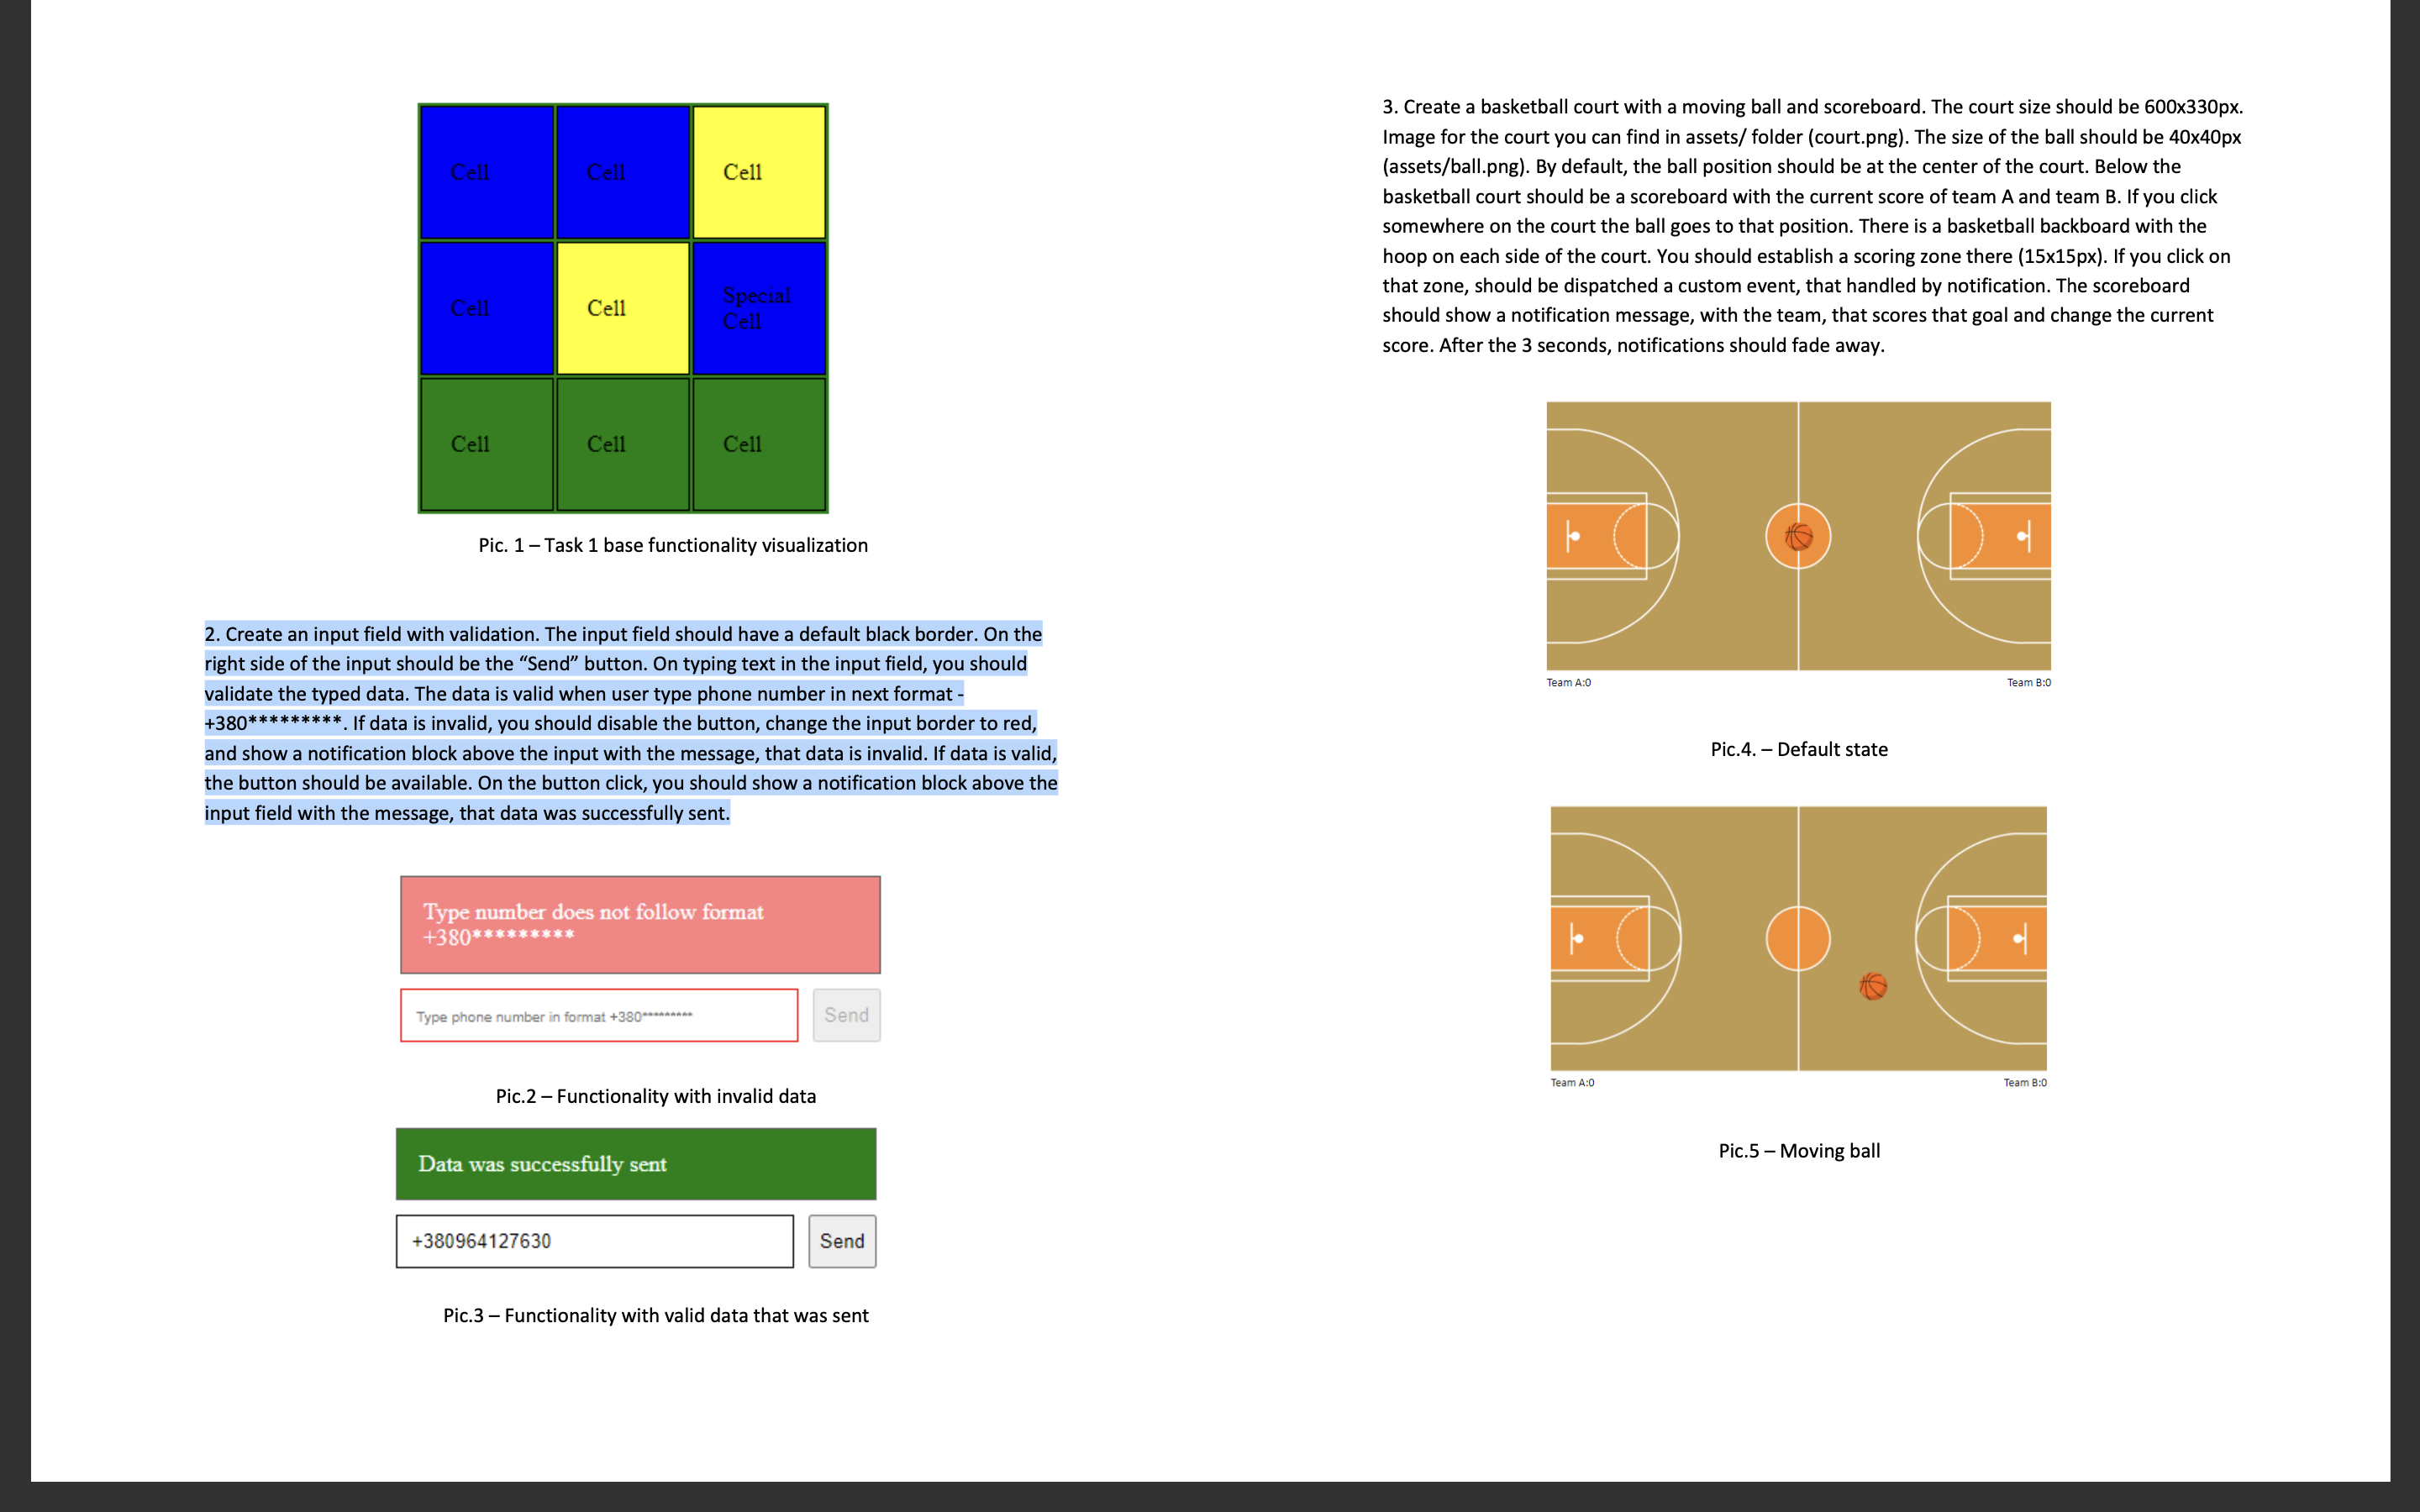 Cell
Cell
Cell
Cell
Cell
Special
Cell
Cell
Cell
Cell
Pic. 1 – Task 1 base functionality visualization
2. Create an input field with validation. The input field should have a default black border. On the
right side of the input should be the “Send” button. On typing text in the input field, you should
validate the typed data. The data is valid when user type phone number in next format -
+380*********. If data is invalid, you should disable the button, change the input border to red,
and show a notification block above the input with the message, that data is invalid. If data is valid,
the button should be available. On the button click, you should show a notification block above the
input field with the message, that data was successfully sent.
Type number does not follow format
+380*********
Type phone number in format +380*********
Send
Pic.2 – Functionality with invalid data
Data was successfully sent
+380964127630
Send
Pic.3 – Functionality with valid data that was sent
3. Create a basketball court with a moving ball and scoreboard. The court size should be 600x330px.
Image for the court you can find in assets/ folder (court.png). The size of the ball should be 40x40px
(assets/ball.png). By default, the ball position should be at the center of the court. Below the
basketball court should be a scoreboard with the current score of team A and team B. If you click
somewhere on the court the ball goes to that position. There is a basketball backboard with the
hoop on each side of the court. You should establish a scoring zone there (15x15px). If you click on
that zone, should be dispatched a custom event, that handled by notification. The scoreboard
should show a notification message, with the team, that scores that goal and change the current
score. After the 3 seconds, notifications should fade away.
Team A:0
Team B:0
Pic.4. – Default state
Team A:0
Team B:0
Pic.5 – Moving ball